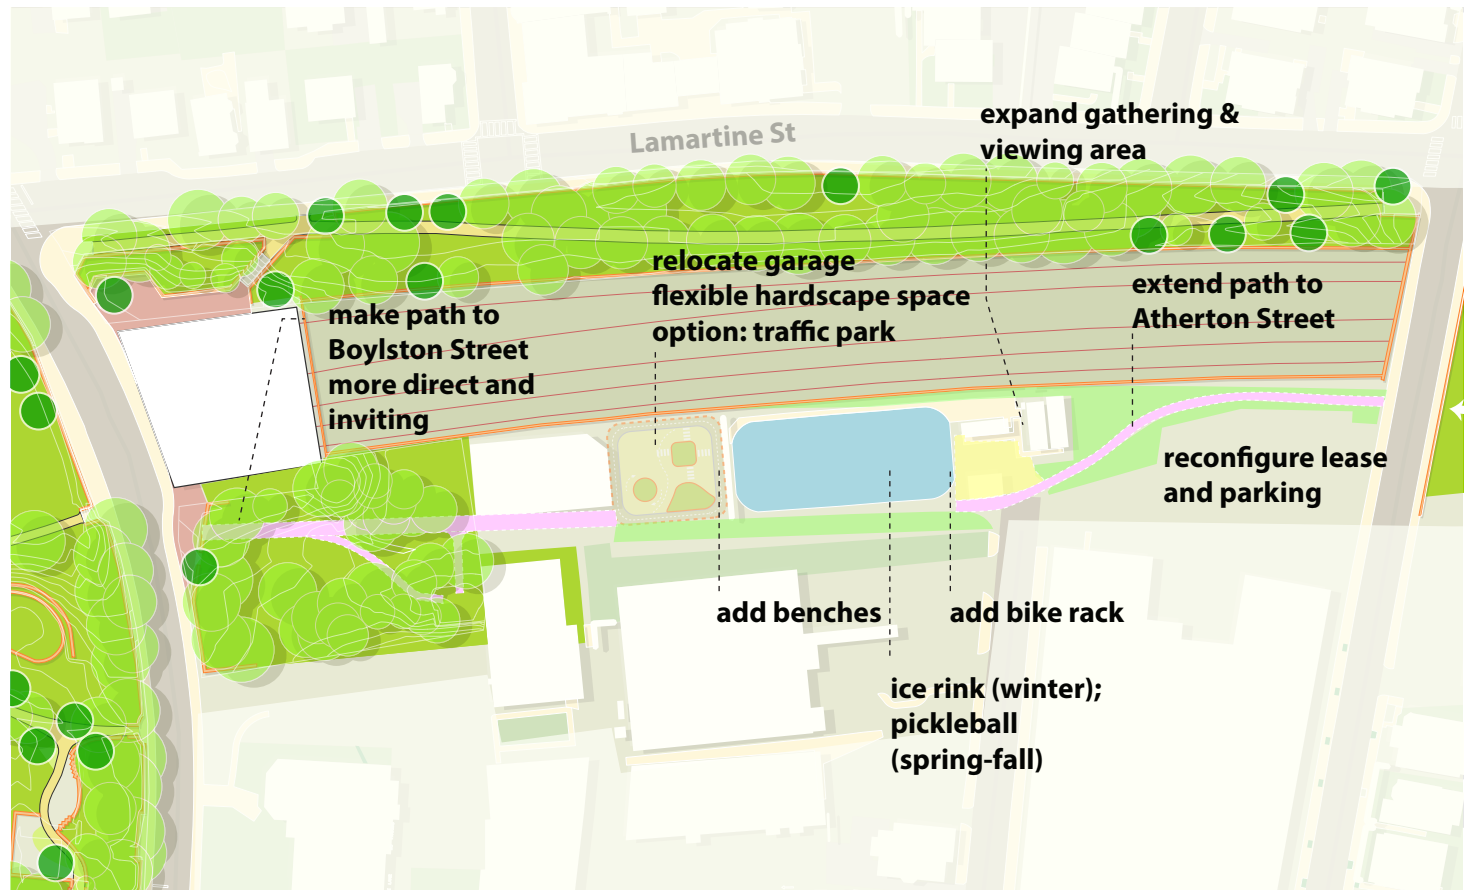 Lamartine St
expand gathering &
viewing area
relocate garage
flexible hardscape space
option: traffic park
extend path to
Atherton Street
make path to
Boylston Street
more direct and
inviting
reconfigure lease
and parking
add benches
add bike rack
ice rink (winter);
pickleball
(spring-fall)